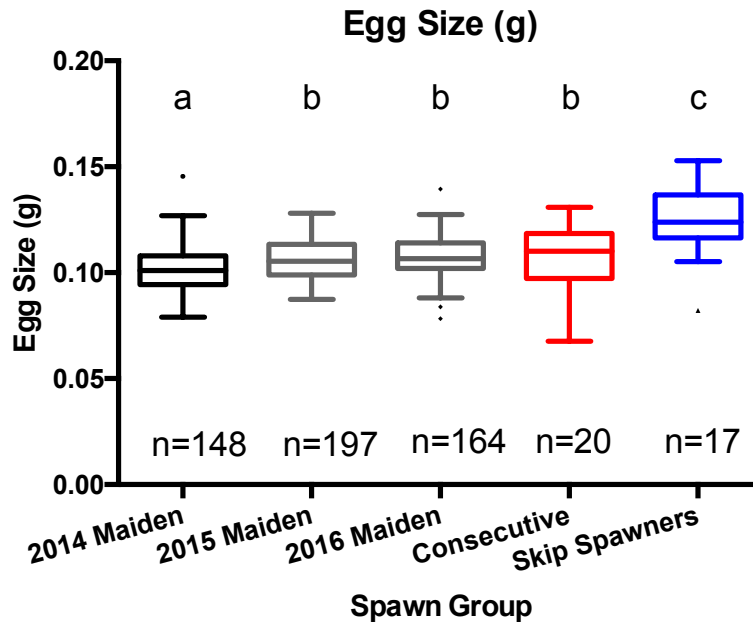 Egg Size (g)
0.20
a b b b c
0.15
Egg Size (g)
0.10
0.05
n=148 n=197 n=164 n=20 n=17
0.00
2014 Maiden
2015 Maiden
2016 Maiden
Consecutive
Skip Spawners
Spawn Group